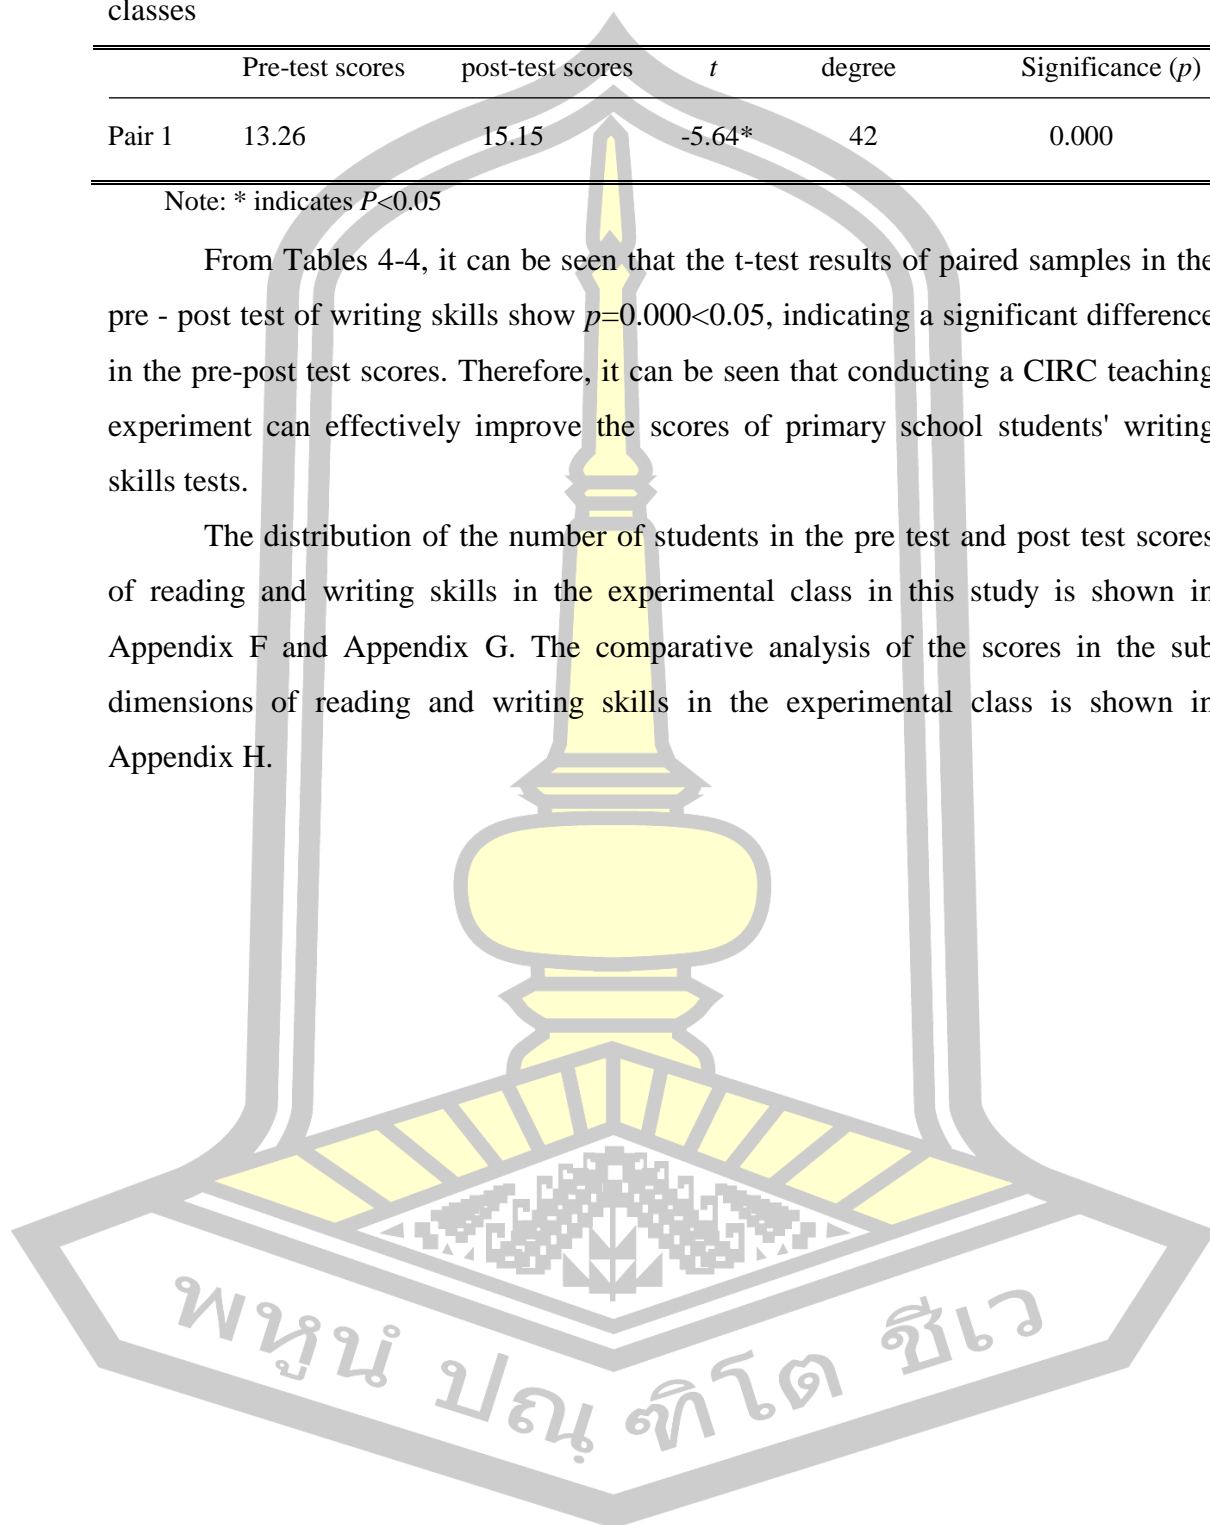 classes
Pre-test scores post-test scores t degree Significance (p)
Pair 1 13.26 15.15 -5.64* 42 0.000
Note: * indicates P<0.05
From Tables 4-4, it can be seen that the t-test results of paired samples in the
pre - post test of writing skills show p=0.000<0.05, indicating a significant difference
in the pre-post test scores. Therefore, it can be seen that conducting a CIRC teaching
experiment can effectively improve the scores of primary school students' writing
skills tests.
The distribution of the number of students in the pre test and post test scores
of reading and writing skills in the experimental class in this study is shown in
Appendix F and Appendix G. The comparative analysis of the scores in the sub
dimensions of reading and writing skills in the experimental class is shown in
Appendix H.
พหูนํ ปณฺฑิโต ชีเว